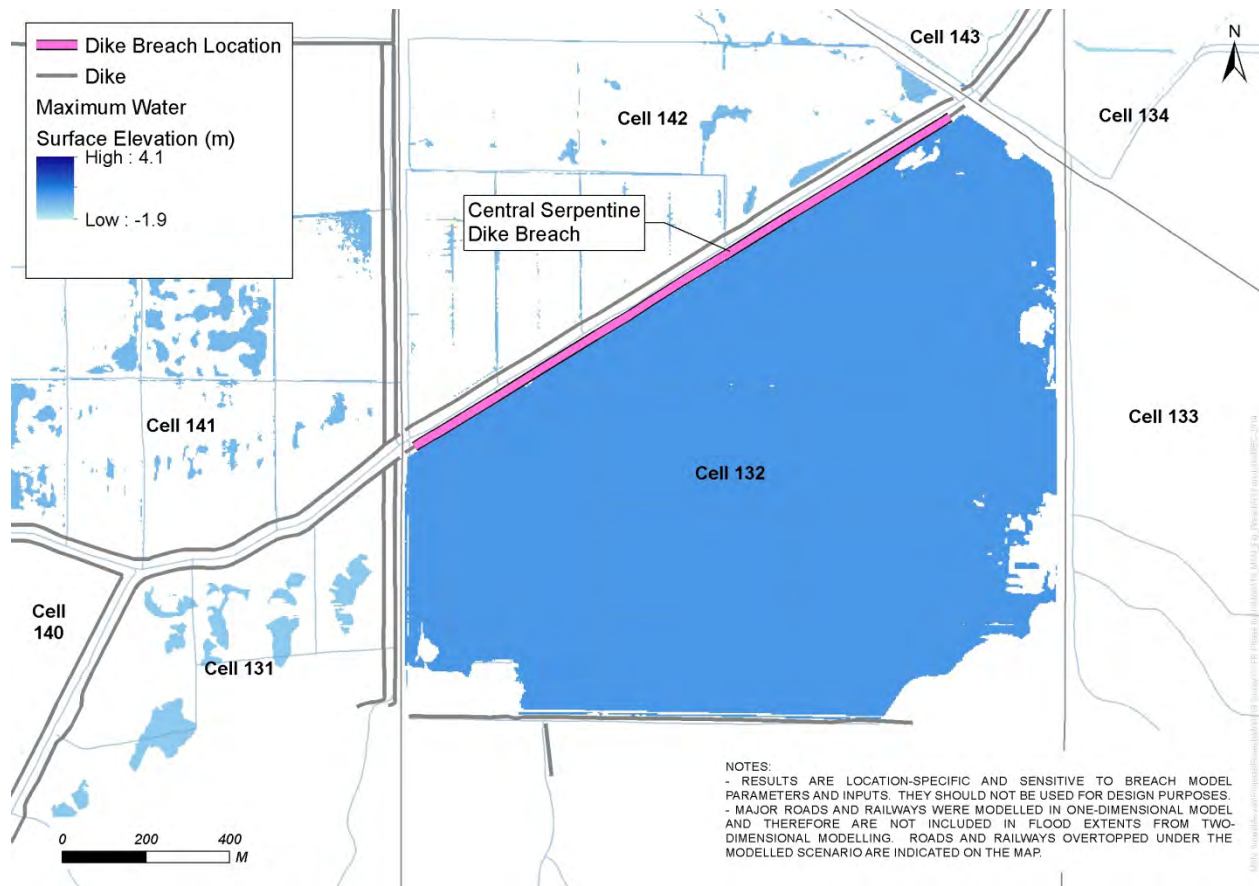 Dike Breach Location
Dike
Maximum Water
Surface Elevation (m)
High : 4.1
Low : -1.9
Cell 143
N
Cell 142
Cell 134
Central Serpentine
Dike Breach
Cell 141
Cell 133
Cell 132
Cell
140
Cell 131
0 200 400
M
NOTES:
- RESULTS ARE LOCATION-SPECIFIC AND SENSITIVE TO BREACH MODEL
PARAMETERS AND INPUTS. THEY SHOULD NOT BE USED FOR DESIGN PURPOSES.
- MAJOR ROADS AND RAILWAYS WERE MODELLED IN ONE-DIMENSIONAL MODEL
AND THEREFORE ARE NOT INCLUDED IN FLOOD EXTENTS FROM TWO-
DIMENSIONAL MODELLING. ROADS AND RAILWAYS OVERTOPPED UNDER THE
MODELLED SCENARIO ARE INDICATED ON THE MAP.